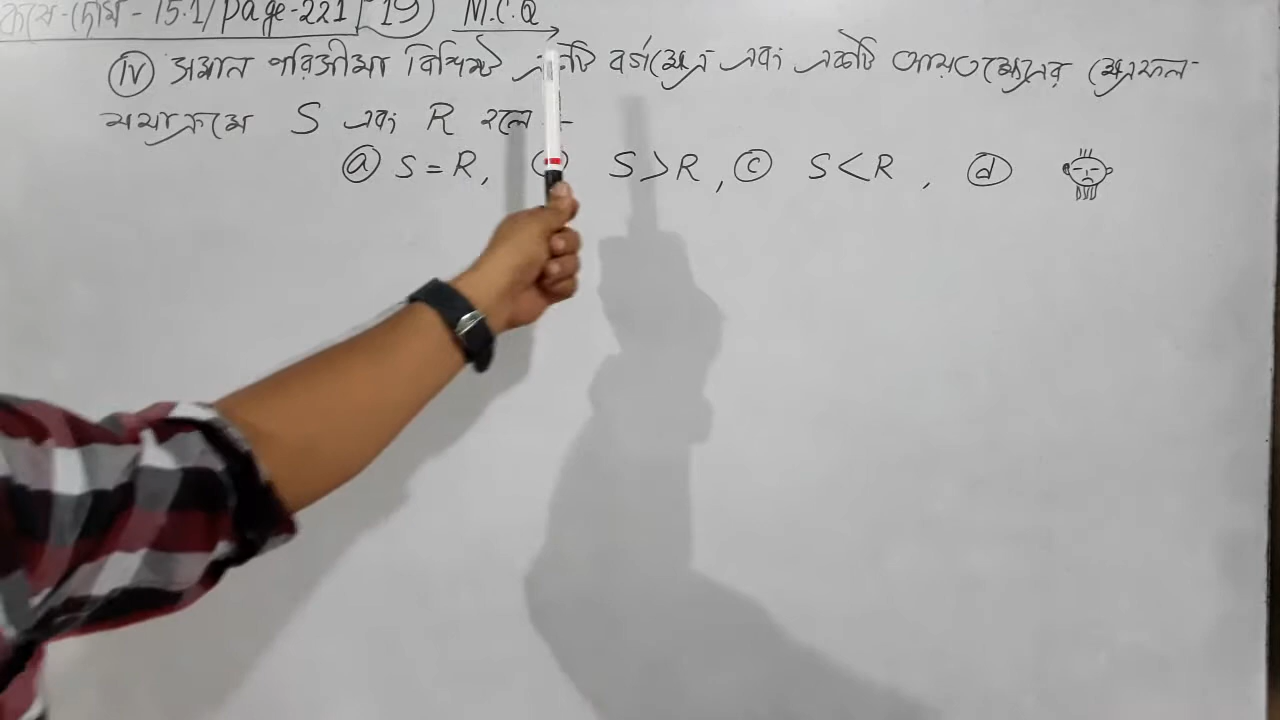 কষে-দেখি - 15.1/page-221 [19) M.C.Q
(iv) সমান পরিসীমা বিশিষ্ট একটি বর্গক্ষেত্র এবং একটি আয়তক্ষেত্রের ক্ষেত্রফল
যথাক্রমে S এবং R হলে -
ⓐ S = R, S > R, ⓒ S < R, ⓓ